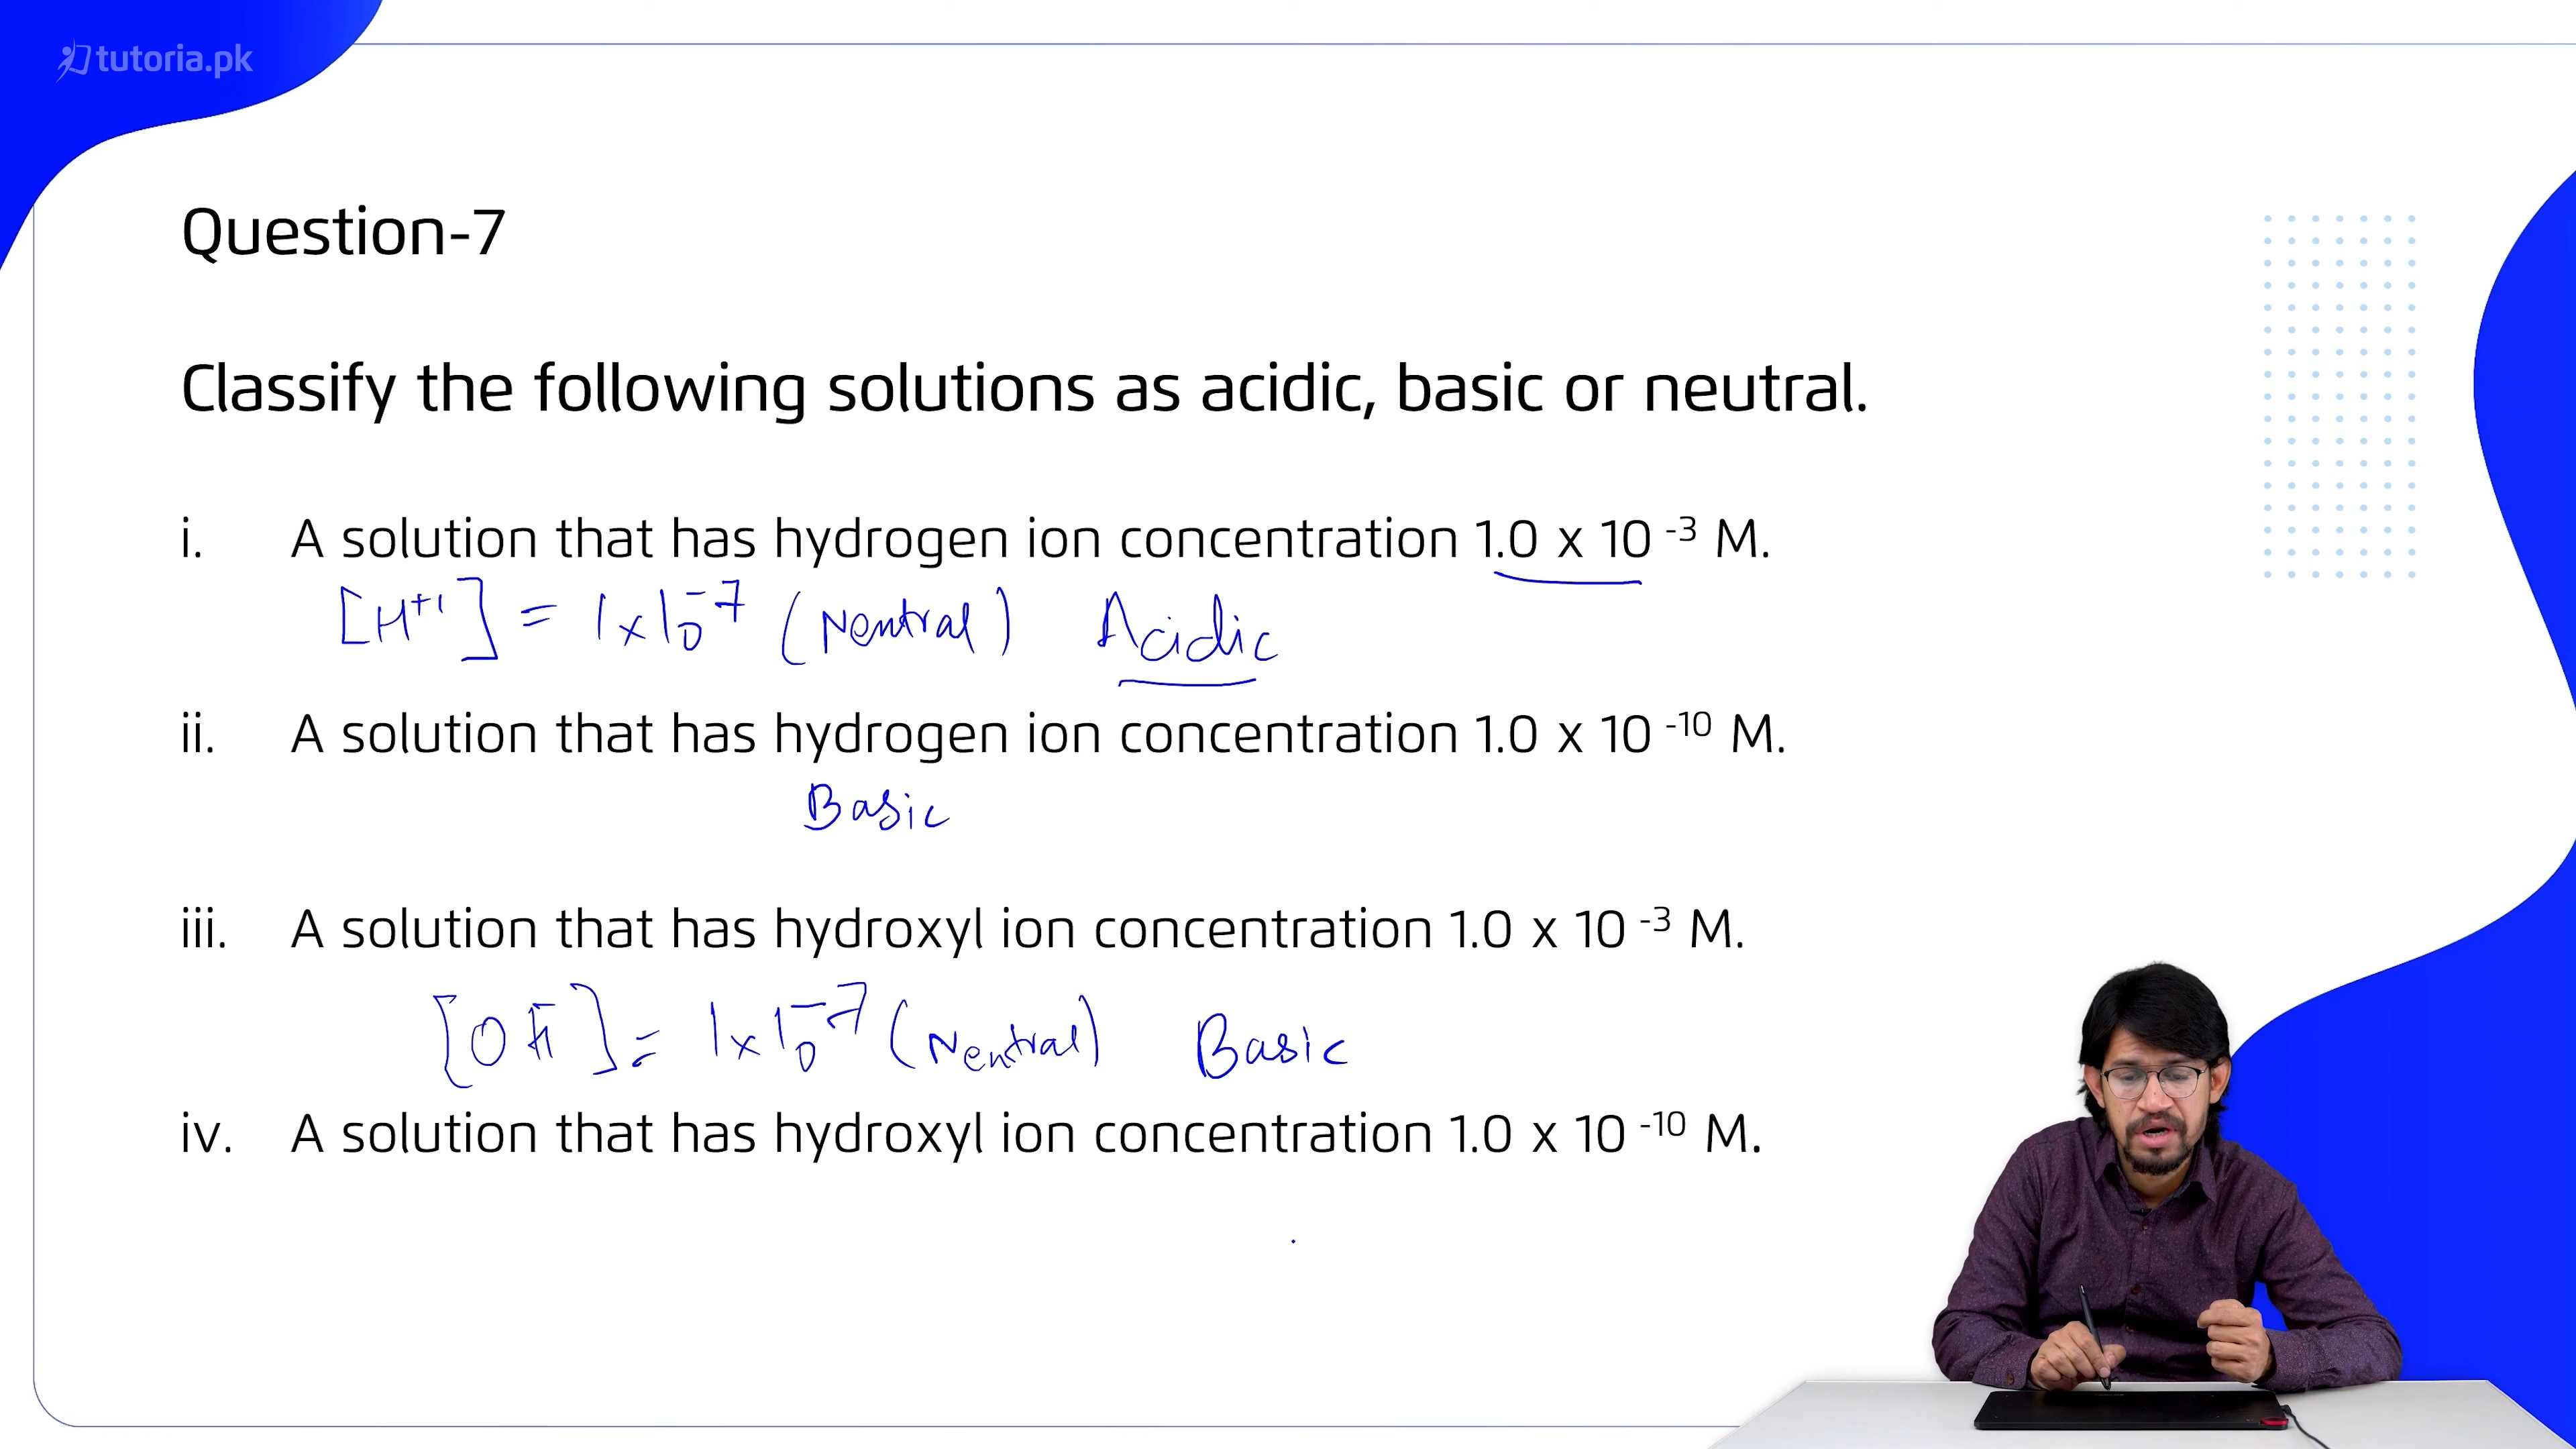 tutoria.pk
Question-7
Classify the following solutions as acidic, basic or neutral.
i. A solution that has hydrogen ion concentration 1.0 x 10 -3 M.
[H+1] = 1x10-7 (Neutral) Acidic
ii. A solution that has hydrogen ion concentration 1.0 x 10 -10 M.
Basic
iii. A solution that has hydroxyl ion concentration 1.0 x 10 -3 M.
[OH-] = 1x10-7 (Neutral) Basic
iv. A solution that has hydroxyl ion concentration 1.0 x 10 -10 M.